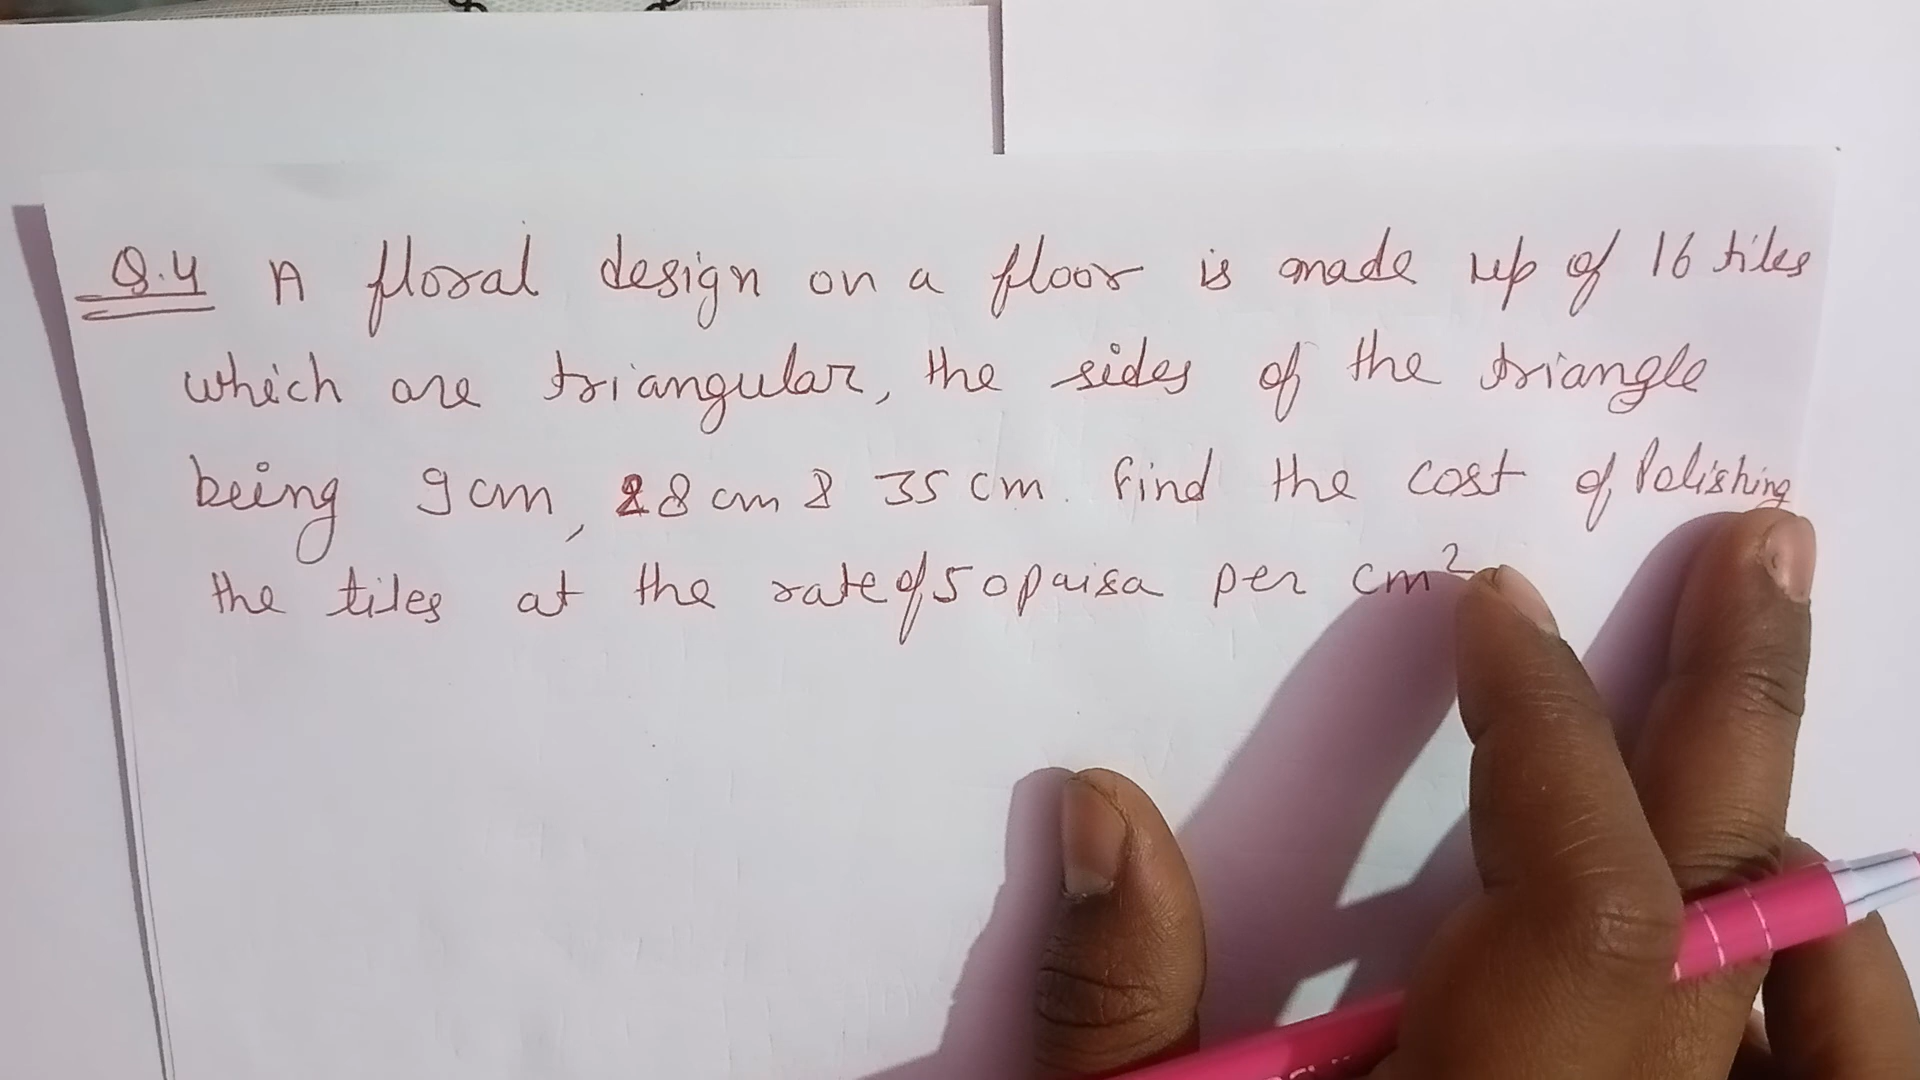 Q.4 A floral design on a floor is made up of 16 tiles
which are triangular, the sides of the triangle
being 9 cm, 28 cm & 35 cm. Find the cost of Polishing
the tiles at the rate of 50 paisa per cm²